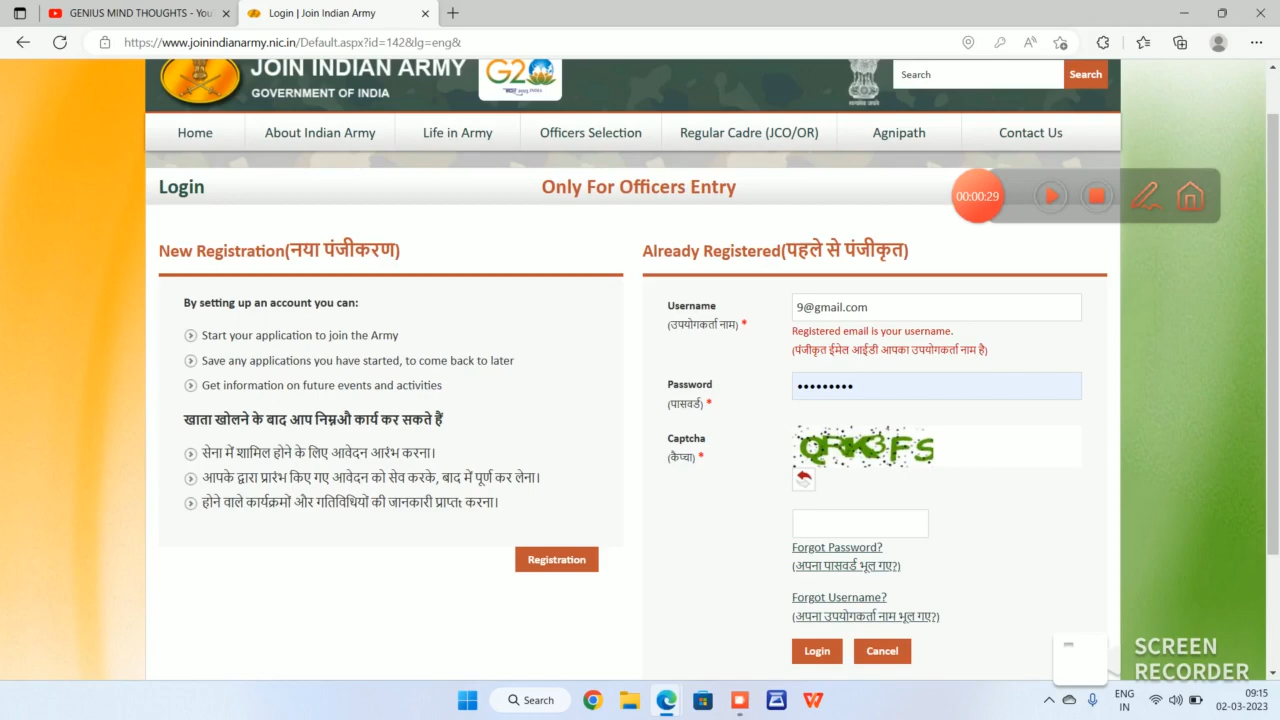 GENIUS MIND THOUGHTS - You
Login | Join Indian Army
https://www.joinindianarmy.nic.in/Default.aspx?id=142&lg=eng&
JOIN INDIAN ARMY
GOVERNMENT OF INDIA
G20
Search
Search
Home
About Indian Army
Life in Army
Officers Selection
Regular Cadre (JCO/OR)
Agnipath
Contact Us
Login
Only For Officers Entry
00:00:29
New Registration(नया पंजीकरण)
By setting up an account you can:
Start your application to join the Army
Save any applications you have started, to come back to later
Get information on future events and activities
खाता खोलने के बाद आप निम्नऔ कार्य कर सकते हैं
सेना में शामिल होने के लिए आवेदन आरंभ करना।
आपके द्वारा प्रारंभ किए गए आवेदन को सेव करके, बाद में पूर्ण कर लेना।
होने वाले कार्यक्रमों और गतिविधियों की जानकारी प्राप्तt करना।
Registration
Already Registered(पहले से पंजीकृत)
Username
(उपयोगकर्ता नाम) *
9@gmail.com
Registered email is your username.
(पंजीकृत ईमेल आईडी आपका उपयोगकर्ता नाम है)
Password
(पासवर्ड) *
•••••••••
Captcha
(कैप्चा) *
QRK3FS
Forgot Password?
(अपना पासवर्ड भूल गए?)
Forgot Username?
(अपना उपयोगकर्ता नाम भूल गए?)
Login
Cancel
SCREEN
RECORDER
Search
ENG
IN
09:15
02-03-2023